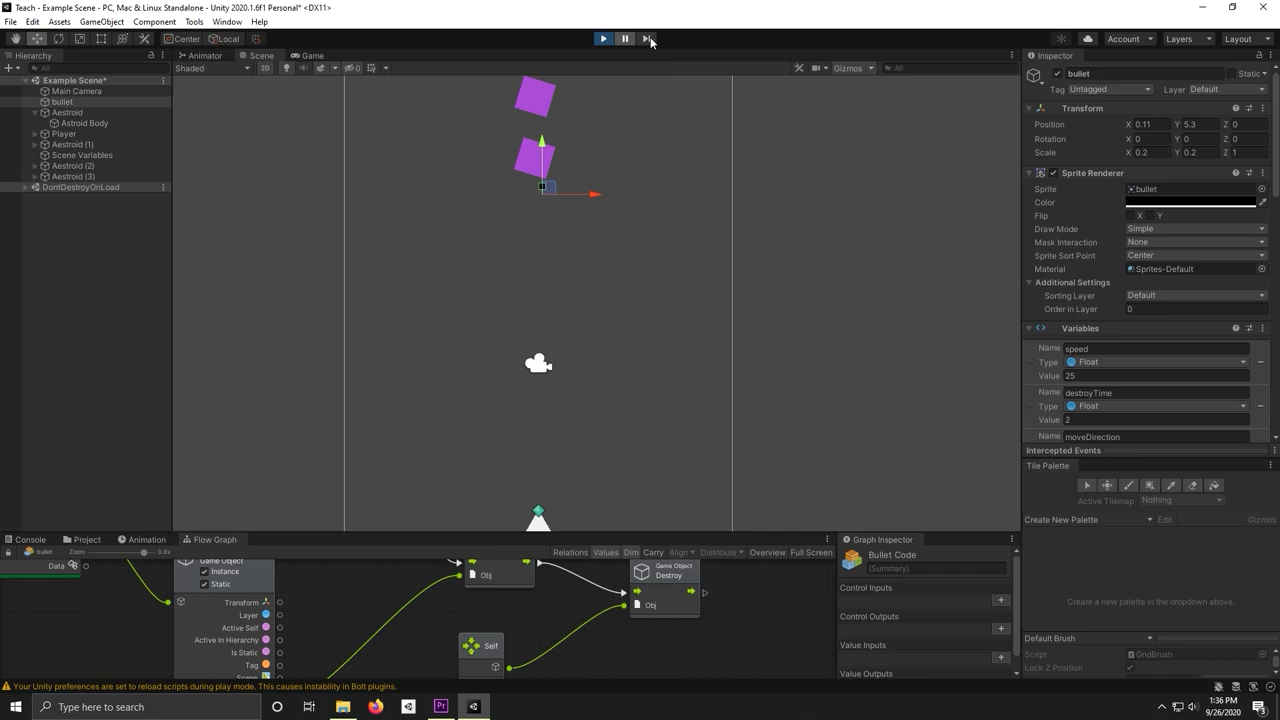 Teach - Example Scene - PC, Mac & Linux Standalone - Unity 2020.1.6f1 Personal* <DX11>
File Edit Assets GameObject Component Tools Window Help
Center Local Account Layers Layout
Hierarchy Animator Scene Game Inspector
All Shaded 2D 0 Gizmos All
Example Scene*
Main Camera
bullet
Aestroid
Astroid Body
Player
Aestroid (1)
Scene Variables
Aestroid (2)
Aestroid (3)
DontDestroyOnLoad
bullet Static
Tag Untagged Layer Default
Transform
Position X 0.11 Y 5.3 Z 0
Rotation X 0 Y 0 Z 0
Scale X 0.2 Y 0.2 Z 1
Sprite Renderer
Sprite bullet
Color
Flip X Y
Draw Mode Simple
Mask Interaction None
Sprite Sort Point Center
Material Sprites-Default
Additional Settings
Sorting Layer Default
Order in Layer 0
Variables
Name speed
Type Float
Value 25
Name destroyTime
Type Float
Value 2
Name moveDirection
Intercepted Events
Tile Palette
Active Tilemap Nothing
Create New Palette Edit Gizmos
Create a new palette in the dropdown above.
Default Brush
Script GridBrush
Lock Z Position
Console Project Animation Flow Graph
bullet Zoom 0.9x Relations Values Dim Carry Align Distribute Overview Full Screen
Data
Game Object
Instance
Static
Transform
Layer
Active Self
Active In Hierarchy
Is Static
Tag
Scene
Obj
Self
Game Object
Destroy
Obj
Graph Inspector
Bullet Code
(Summary)
Control Inputs
Control Outputs
Value Inputs
Value Outputs
Your Unity preferences are set to reload scripts during play mode. This causes instability in Bolt plugins.
Type here to search
1:36 PM
9/26/2020
3